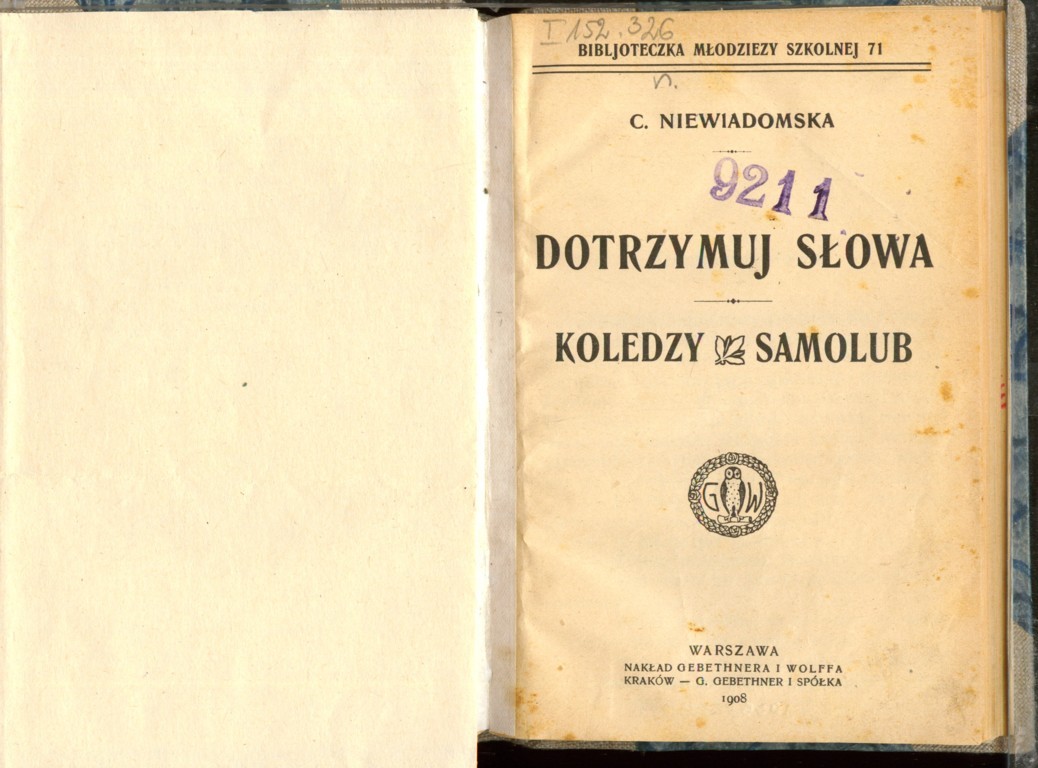 I 152.326
BIBLJOTECZKA MŁODZIEZY SZKOLNEJ 71
n.
C. NIEWIADOMSKA
9211
DOTRZYMUJ SŁOWA
KOLEDZY SAMOLUB
G W
WARSZAWA
NAKŁAD GEBETHNERA I WOLFFA
KRAKÓW — G. GEBETHNER I SPÓŁKA
1908